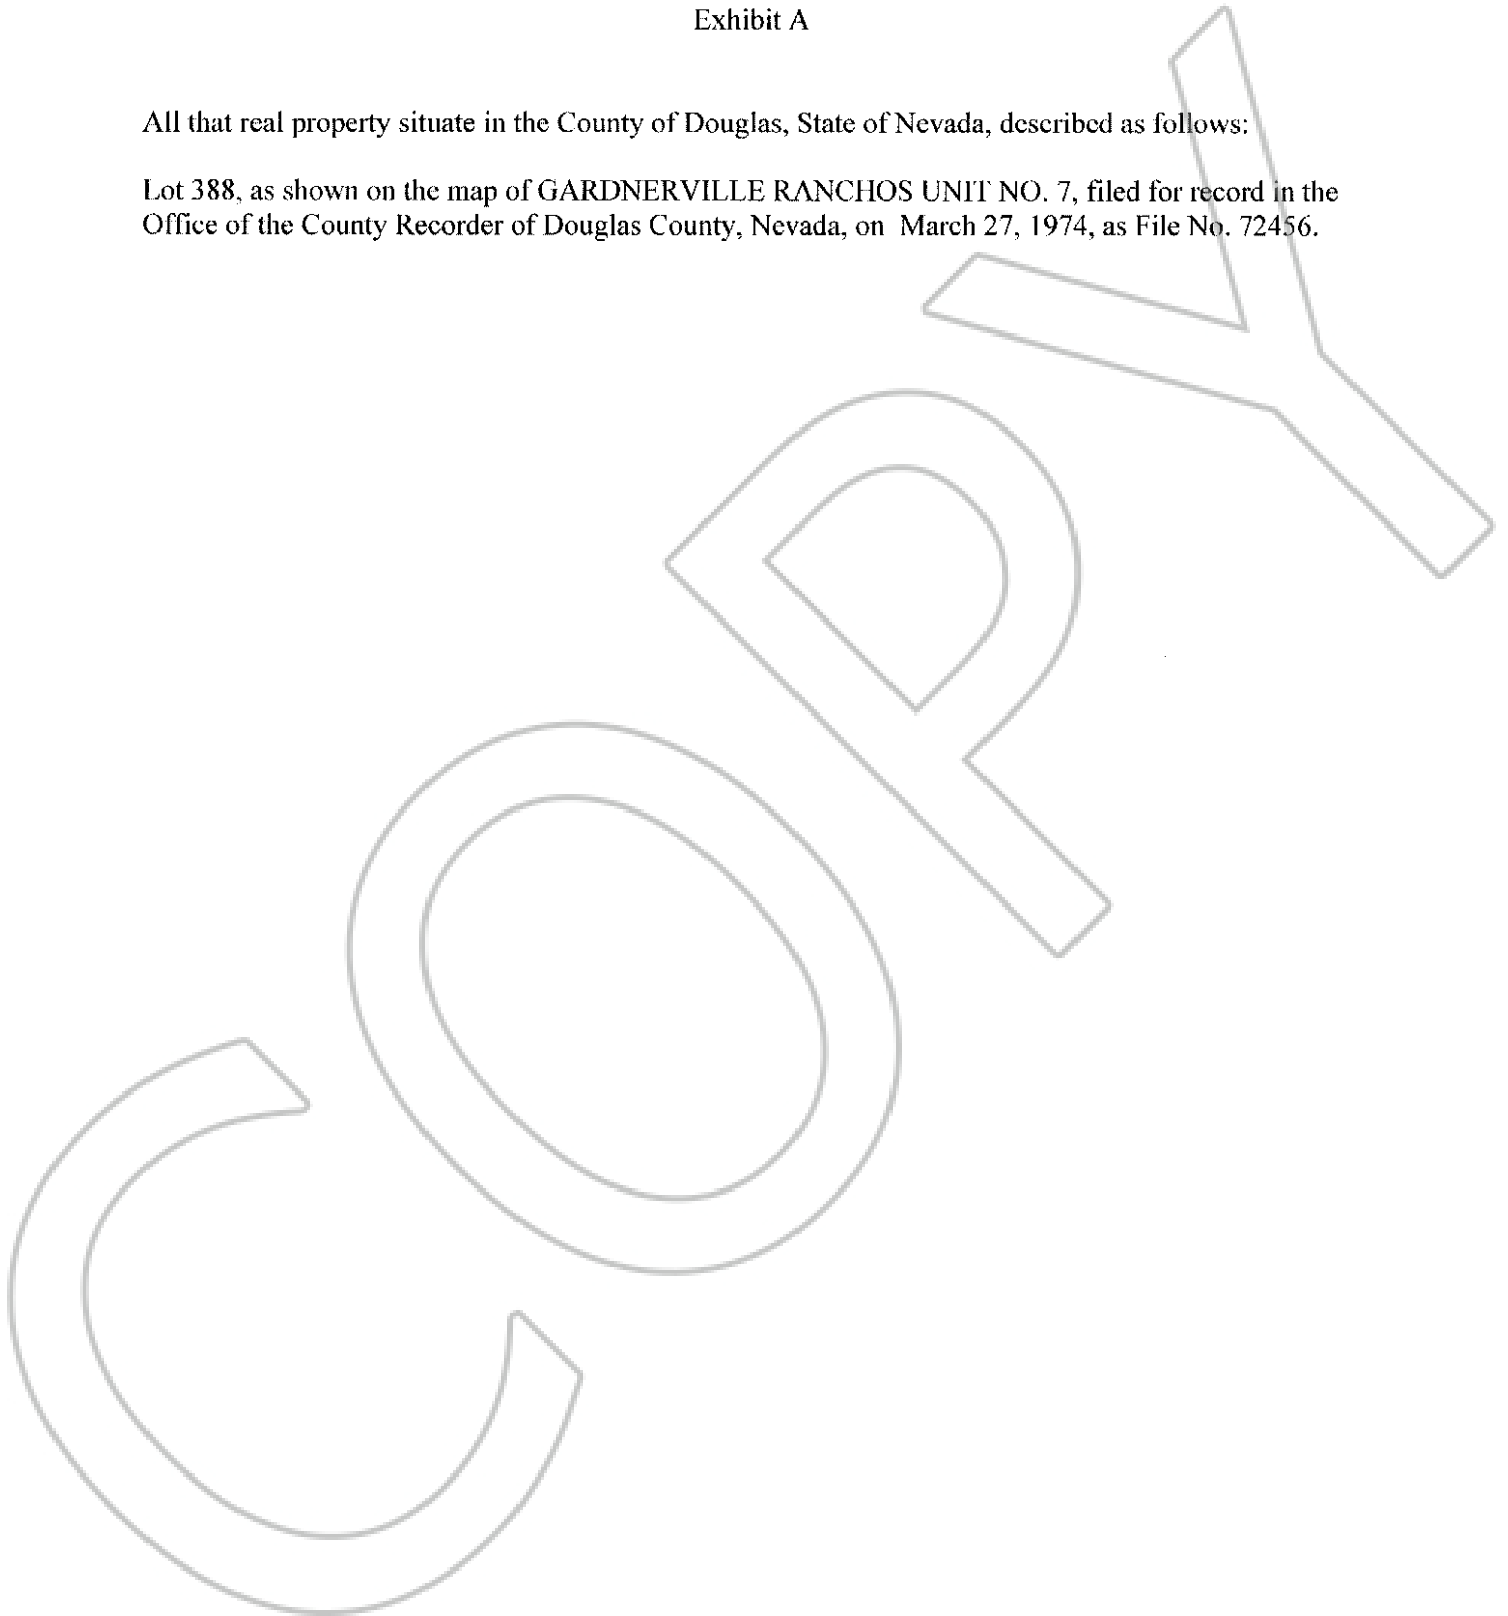 Exhibit A
All that real property situate in the County of Douglas, State of Nevada, described as follows:
Lot 388, as shown on the map of GARDNERVILLE RANCHOS UNIT NO. 7, filed for record in the
Office of the County Recorder of Douglas County, Nevada, on March 27, 1974, as File No. 72456.
COPY